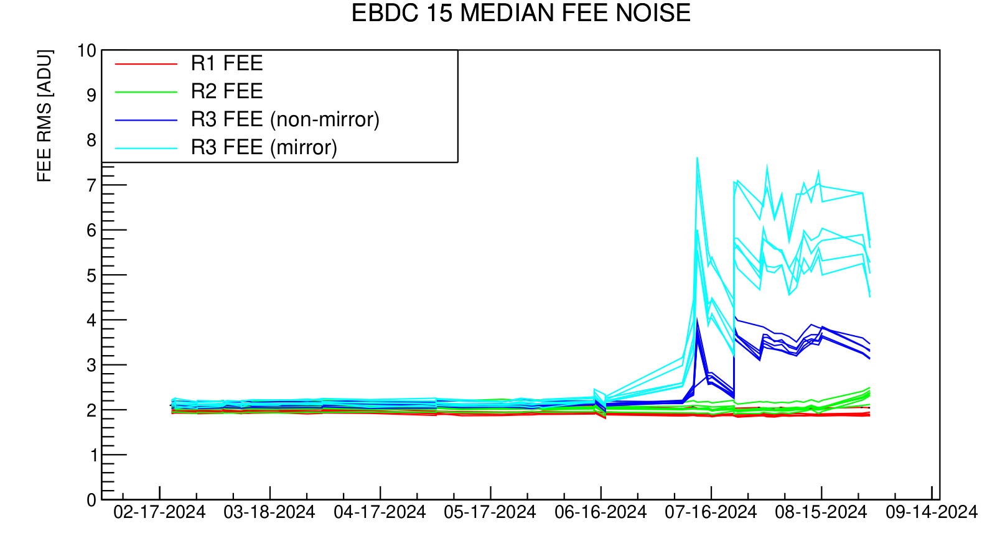 EBDC 15 MEDIAN FEE NOISE
FEE RMS [ADU]
10
9
8
7
6
5
4
3
2
1
0
R1 FEE
R2 FEE
R3 FEE (non-mirror)
R3 FEE (mirror)
02-17-2024 03-18-2024 04-17-2024 05-17-2024 06-16-2024 07-16-2024 08-15-2024 09-14-2024